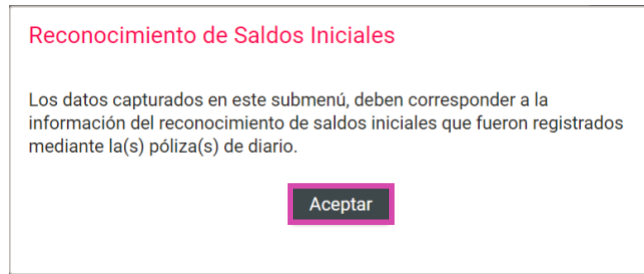 Reconocimiento de Saldos Iniciales
Los datos capturados en este submenú, deben corresponder a la
información del reconocimiento de saldos iniciales que fueron registrados
mediante la(s) póliza(s) de diario.
Aceptar